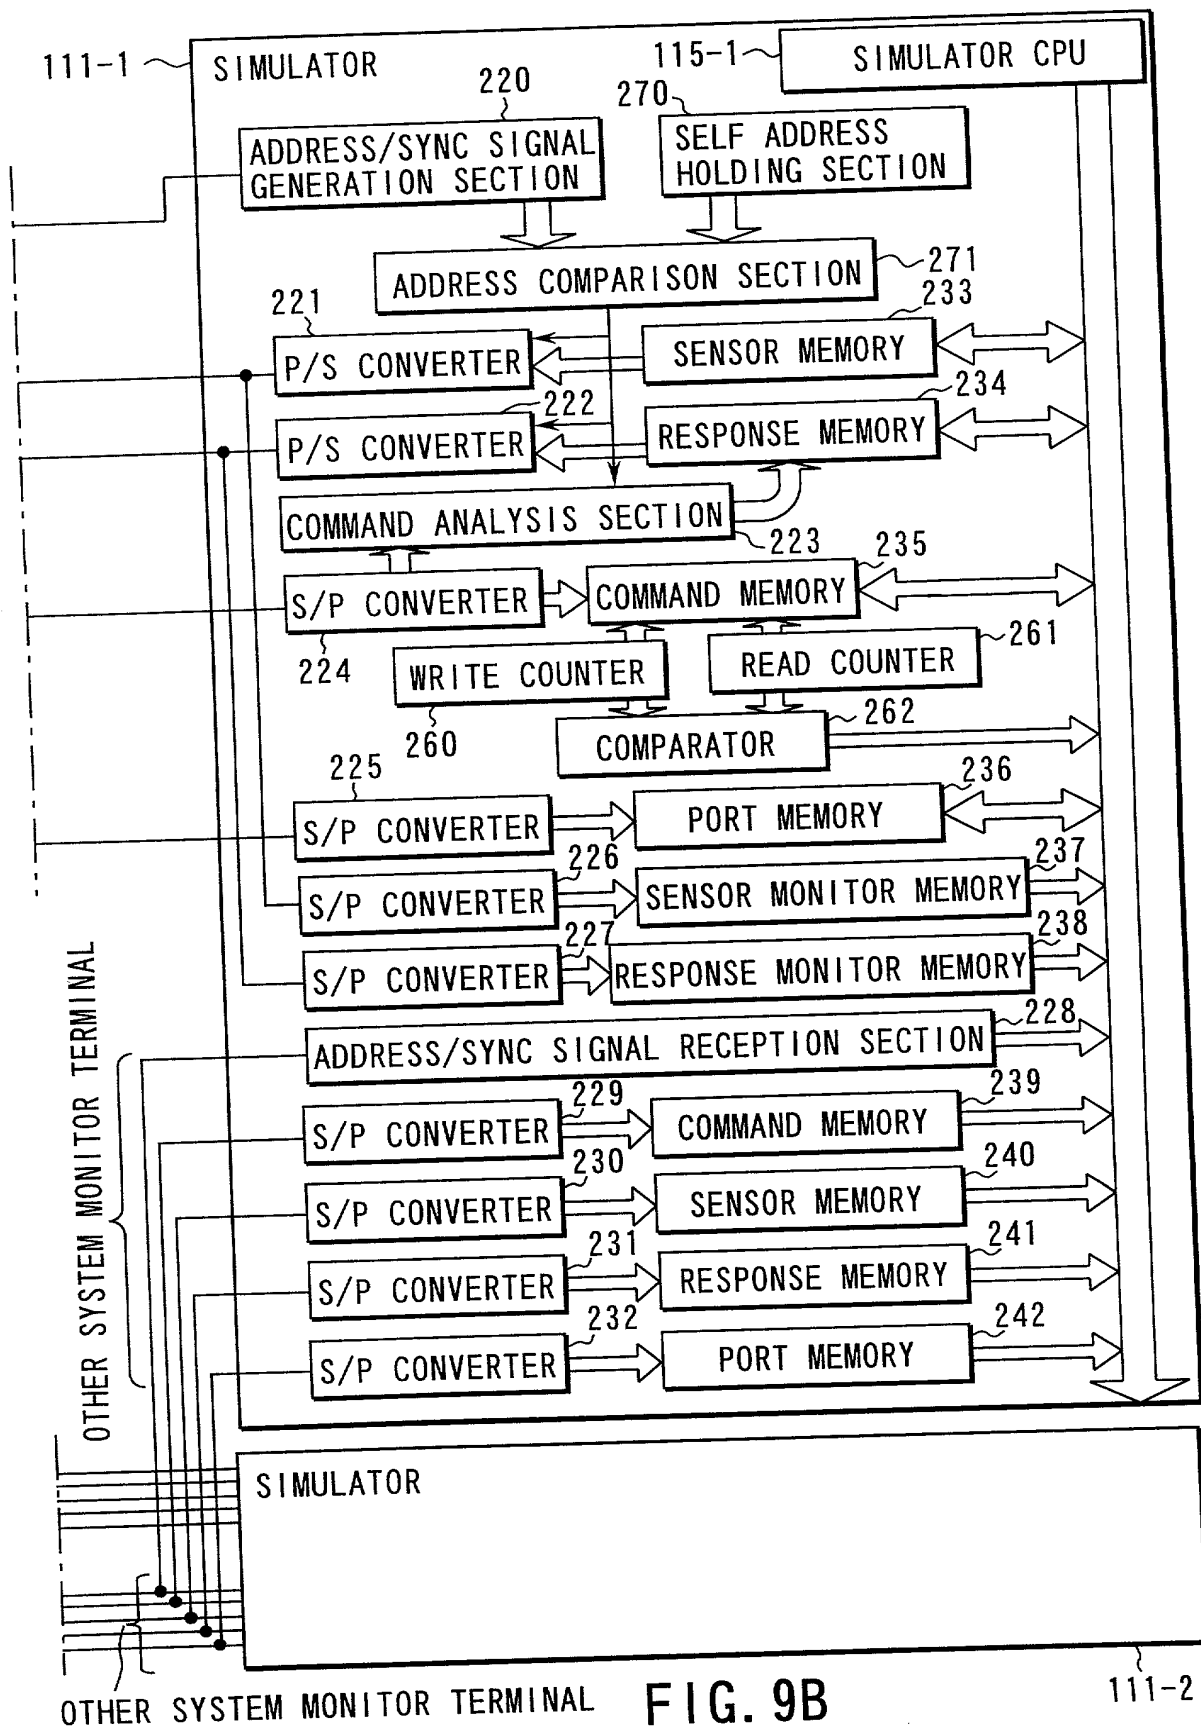 111-1
SIMULATOR
115-1
SIMULATOR CPU
220
270
ADDRESS/SYNC SIGNAL
GENERATION SECTION
SELF ADDRESS
HOLDING SECTION
ADDRESS COMPARISON SECTION
271
221
233
P/S CONVERTER
SENSOR MEMORY
222
234
P/S CONVERTER
RESPONSE MEMORY
COMMAND ANALYSIS SECTION
223
235
S/P CONVERTER
COMMAND MEMORY
224
WRITE COUNTER
READ COUNTER
261
260
COMPARATOR
262
225
236
S/P CONVERTER
PORT MEMORY
226
237
S/P CONVERTER
SENSOR MONITOR MEMORY
227
238
S/P CONVERTER
RESPONSE MONITOR MEMORY
228
ADDRESS/SYNC SIGNAL RECEPTION SECTION
229
239
S/P CONVERTER
COMMAND MEMORY
230
240
S/P CONVERTER
SENSOR MEMORY
231
241
S/P CONVERTER
RESPONSE MEMORY
232
242
S/P CONVERTER
PORT MEMORY
OTHER SYSTEM MONITOR TERMINAL
SIMULATOR
111-2
OTHER SYSTEM MONITOR TERMINAL
FIG. 9B